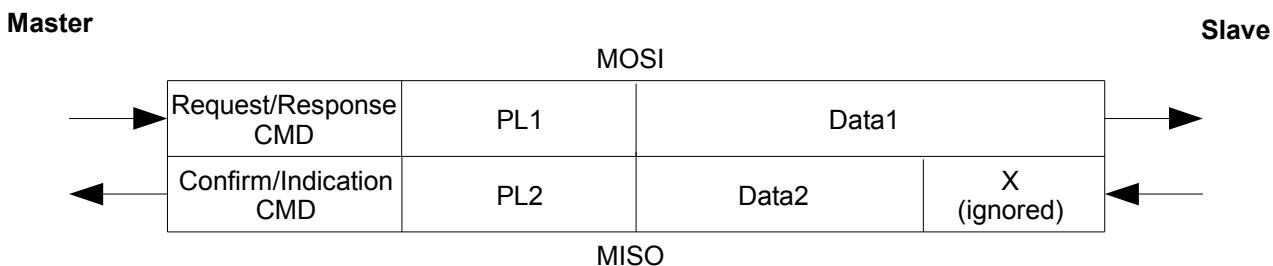 Master
Slave
MOSI
Request/Response
CMD
PL1
Data1
Confirm/Indication
CMD
PL2
Data2
X
(ignored)
MISO